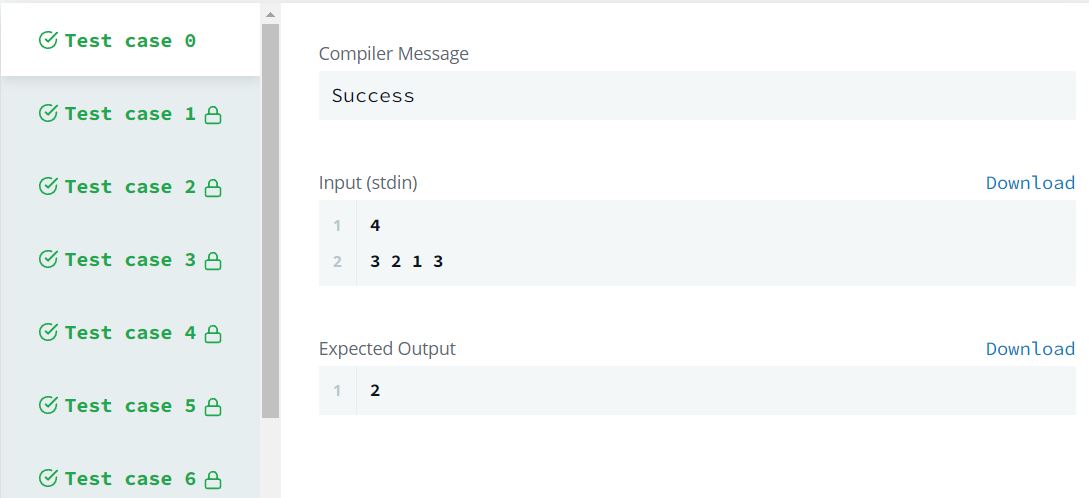 Test case 0
Test case 1
Test case 2
Test case 3
Test case 4
Test case 5
Test case 6
Compiler Message
Success
Input (stdin)
Download
1 4
2 3 2 1 3
Expected Output
Download
1 2